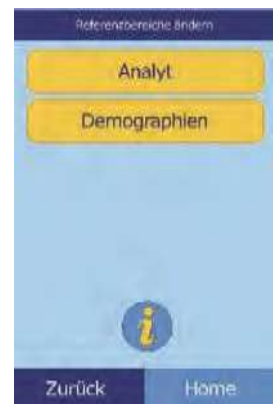 Referenzbereiche ändern
Analyt
Demographien
i
Zurück
Home